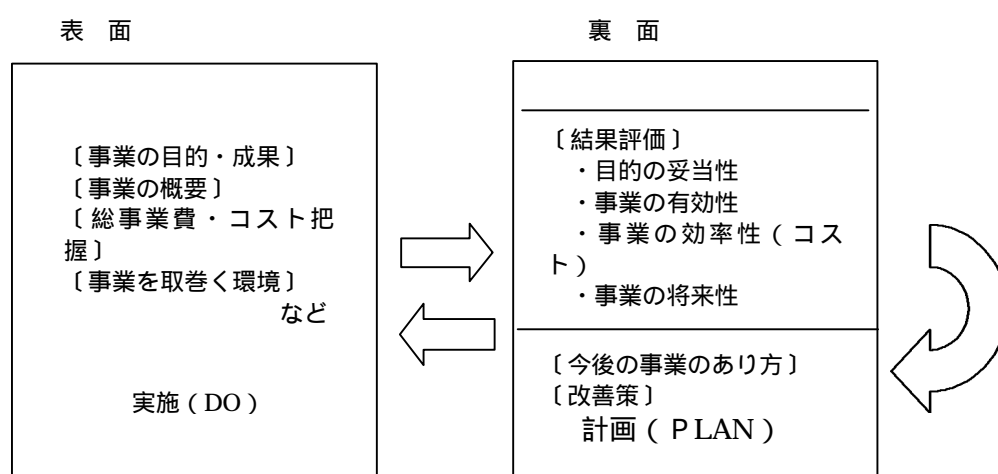 表 面
裏 面
〔事業の目的・成果〕
〔事業の概要〕
〔総事業費・コスト把
握〕
〔事業を取巻く環境〕
など
実施(DO)
〔結果評価〕
・目的の妥当性
・事業の有効性
・事業の効率性(コス
ト)
・事業の将来性
〔今後の事業のあり方〕
〔改善策〕
計画(PLAN)